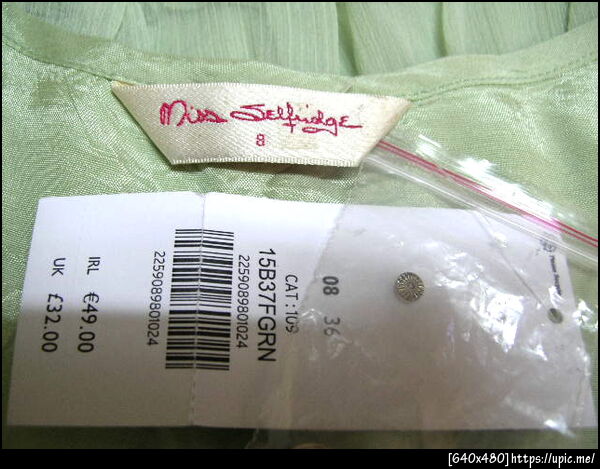 Miss Selfridge
8
08 36
CAT:109
15B37FGRN
2259089801024
2259089801024
IRL €49.00
UK £32.00
[640x480]https://upic.me/